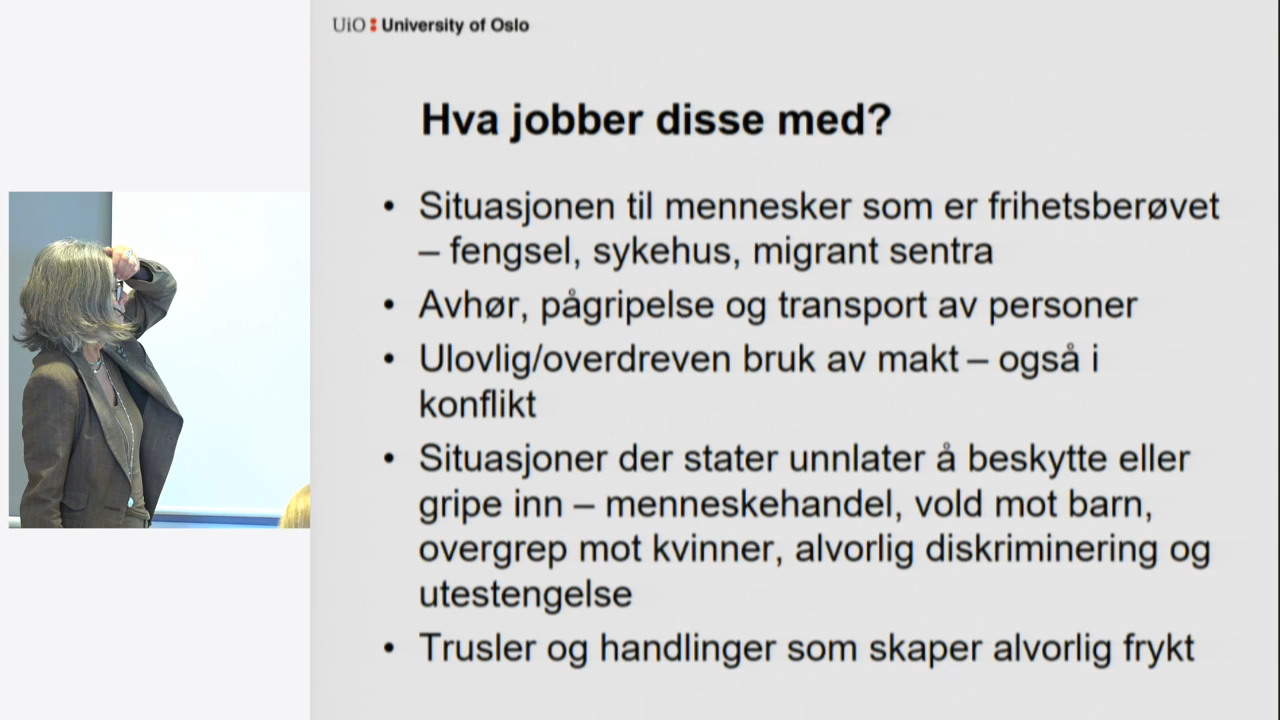 UiO : University of Oslo
Hva jobber disse med?
• Situasjonen til mennesker som er frihetsberøvet
– fengsel, sykehus, migrant sentra
• Avhør, pågripelse og transport av personer
• Ulovlig/overdreven bruk av makt – også i
konflikt
• Situasjoner der stater unnlater å beskytte eller
gripe inn – menneskehandel, vold mot barn,
overgrep mot kvinner, alvorlig diskriminering og
utestengelse
• Trusler og handlinger som skaper alvorlig frykt